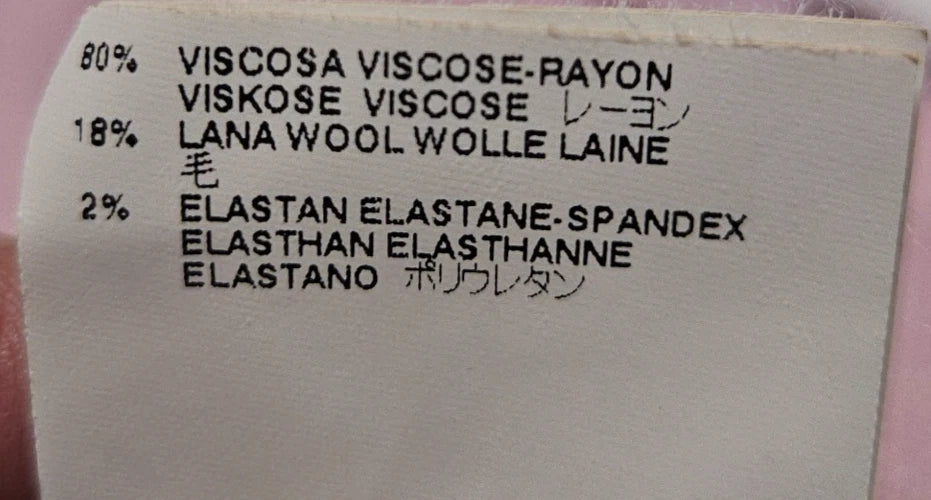 80% VISCOSA VISCOSE-RAYON
VISKOSE VISCOSE レーヨン
18% LANA WOOL WOLLE LAINE
毛
2% ELASTAN ELASTANE-SPANDEX
ELASTHAN ELASTHANNE
ELASTANO ポリウレタン